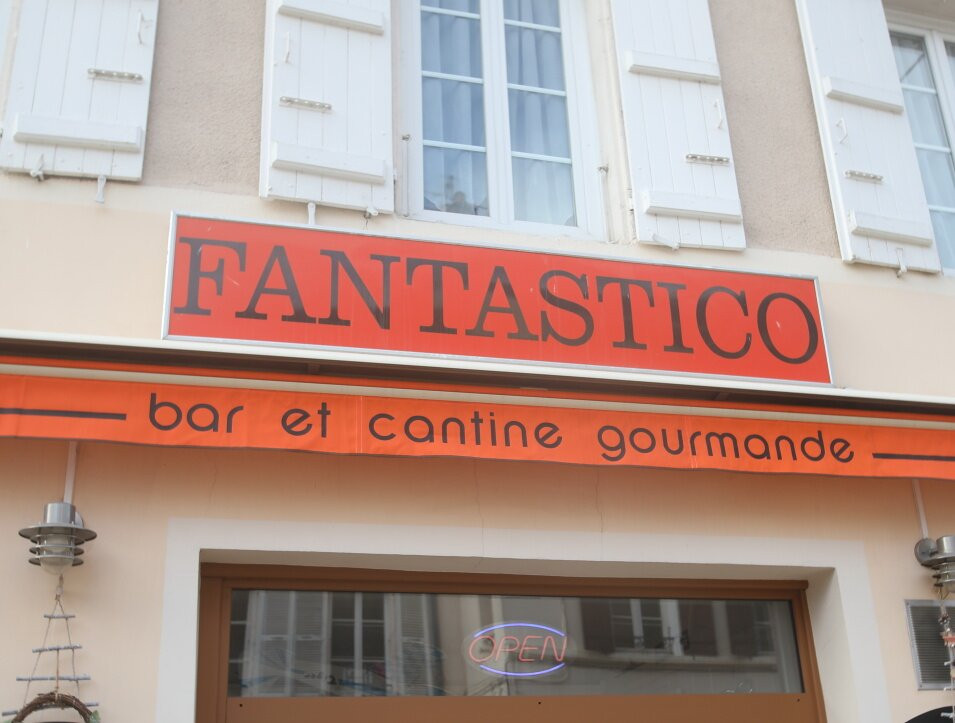 FANTASTICO
bar et cantine gourmande
OPEN